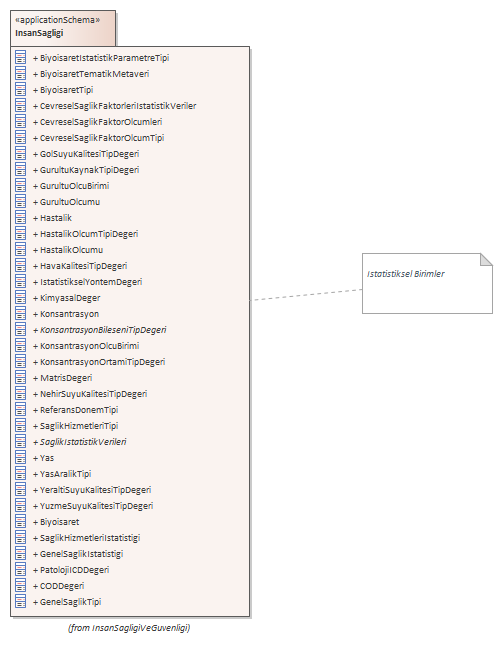 «applicationSchema»
InsanSagligi
+ BiyoisaretIstatistikParametreTipi
+ BiyoisaretTematikMetaveri
+ BiyoisaretTipi
+ CevreselSaglikFaktorleriIstatistikVeriler
+ CevreselSaglikFaktorOlcumleri
+ CevreselSaglikFaktorOlcumTipi
+ GolSuyuKalitesiTipDegeri
+ GurultuKaynakTipiDegeri
+ GurultuOlcuBirimi
+ GurultuOlcumu
+ Hastalik
+ HastalikOlcumTipiDegeri
+ HastalikOlcumu
+ HavaKalitesiTipDegeri
+ IstatistikselYontemDegeri
+ KimyasalDeger
+ Konsantrasyon
+ KonsantrasyonBileseniTipDegeri
+ KonsantrasyonOlcuBirimi
+ KonsantrasyonOrtamiTipDegeri
+ MatrisDegeri
+ NehirSuyuKalitesiTipDegeri
+ ReferansDonemTipi
+ SaglikHizmetleriTipi
+ SaglikIstatistikVerileri
+ Yas
+ YasAralikTipi
+ YeraltiSuyuKalitesiTipDegeri
+ YuzmeSuyuKalitesiTipDegeri
+ Biyoisaret
+ SaglikHizmetleriIstatistigi
+ GenelSaglikIstatistigi
+ PatolojiICDDegeri
+ CODDegeri
+ GenelSaglikTipi
(from InsanSagligiVeGuvenligi)
Istatistiksel Birimler